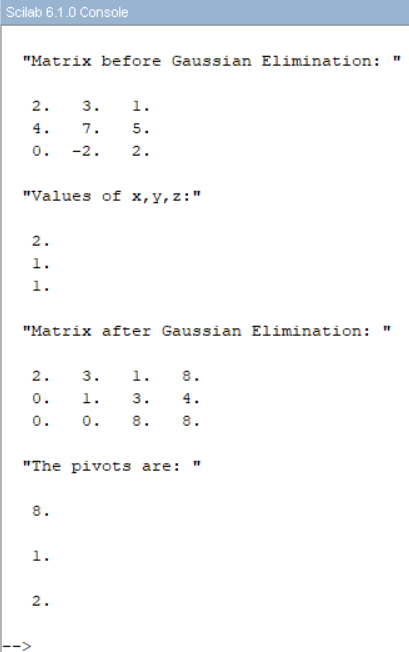 Scilab 6.1.0 Console
"Matrix before Gaussian Elimination: "
2. 3. 1.
4. 7. 5.
0. -2. 2.
"Values of x,y,z:"
2.
1.
1.
"Matrix after Gaussian Elimination: "
2. 3. 1. 8.
0. 1. 3. 4.
0. 0. 8. 8.
"The pivots are: "
8.
1.
2.
-->